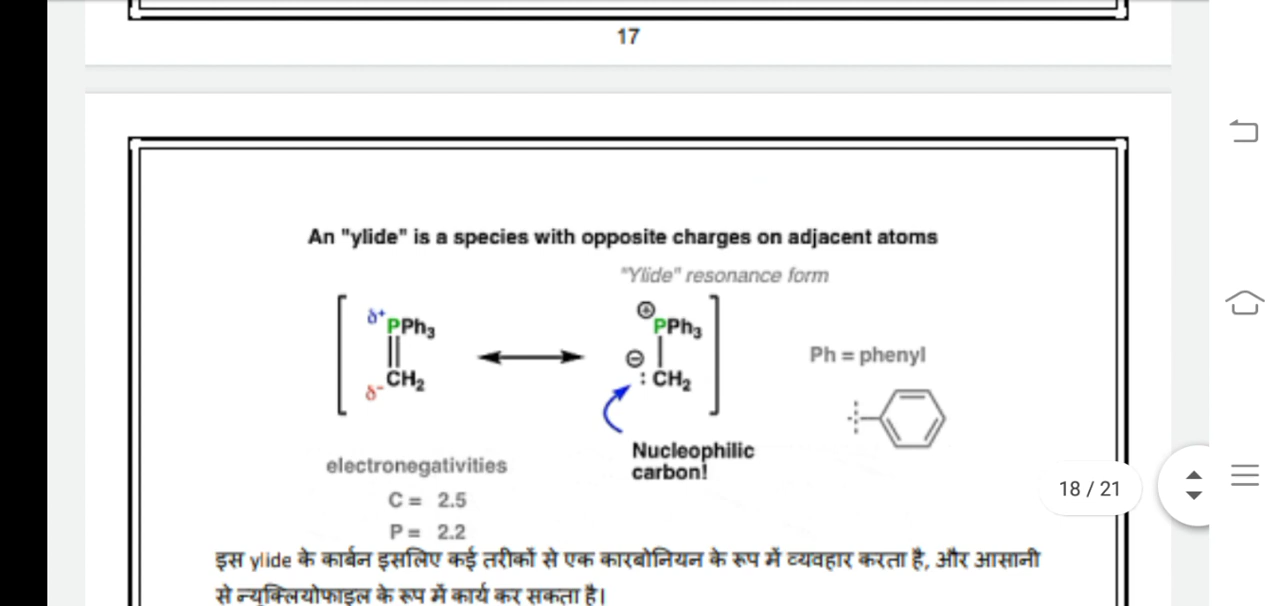 17
An "ylide" is a species with opposite charges on adjacent atoms
"Ylide" resonance form
δ+
PPh3
CH2
δ-
⊕
PPh3
⊖
: CH2
Ph = phenyl
Nucleophilic
carbon!
electronegativities
C = 2.5
P = 2.2
18 / 21
इस ylide के कार्बन इसलिए कई तरीकों से एक कारबोनियन के रूप में व्यवहार करता है, और आसानी
से न्यूक्लियोफाइल के रूप में कार्य कर सकता है।